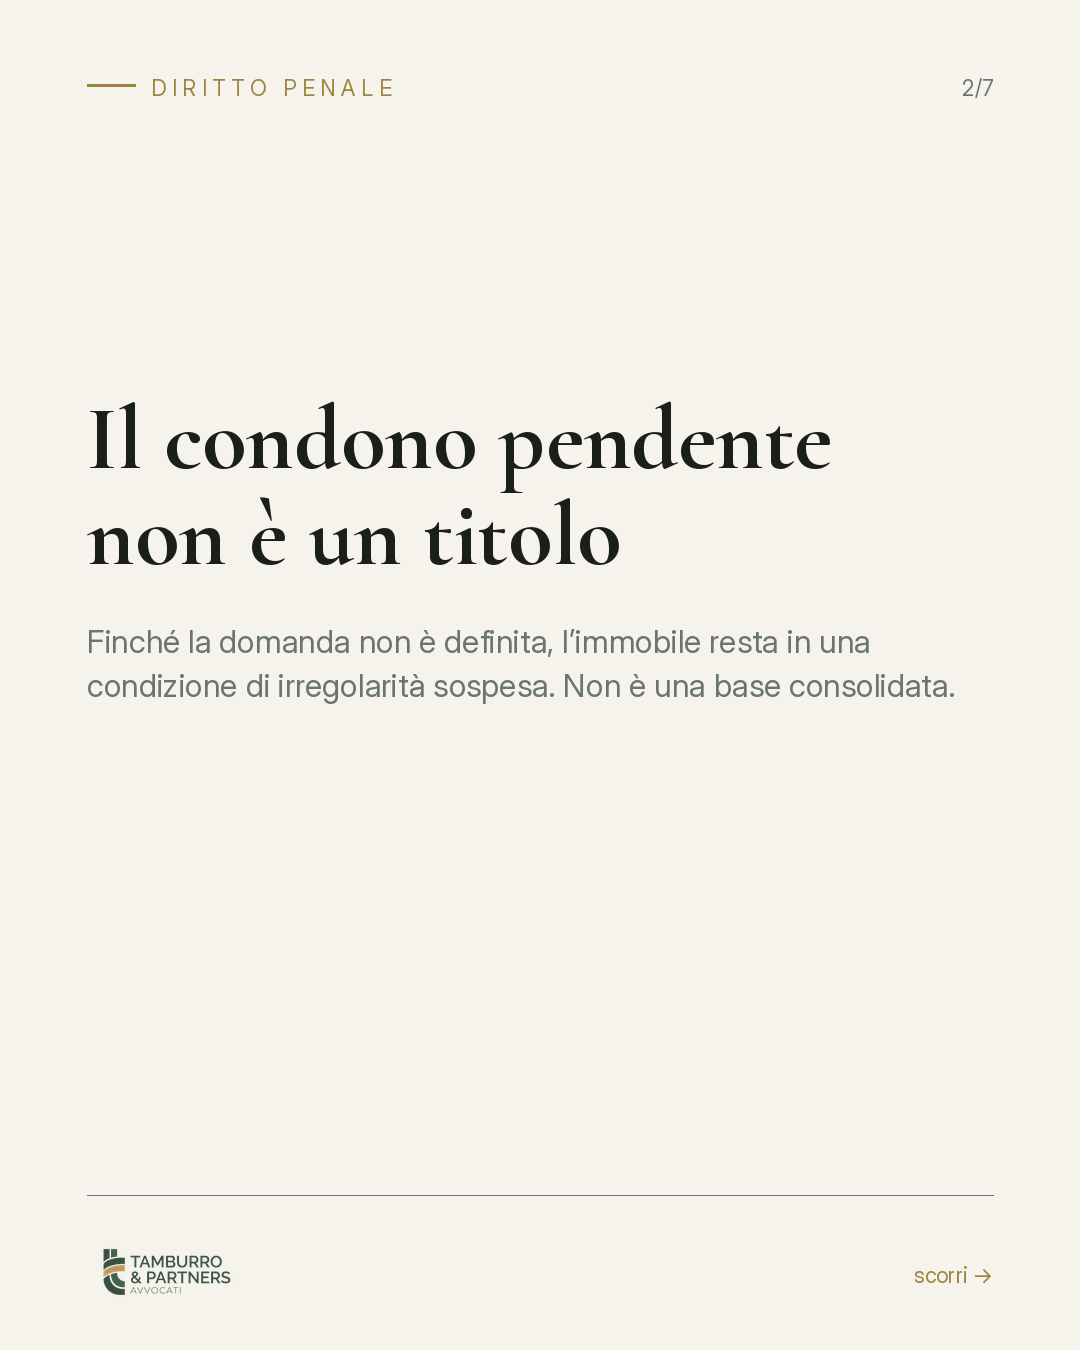 DIRITTO PENALE
2/7
Il condono pendente
non è un titolo
Finché la domanda non è definita, l’immobile resta in una
condizione di irregolarità sospesa. Non è una base consolidata.
TAMBURRO
& PARTNERS
AVVOCATI
scorri →